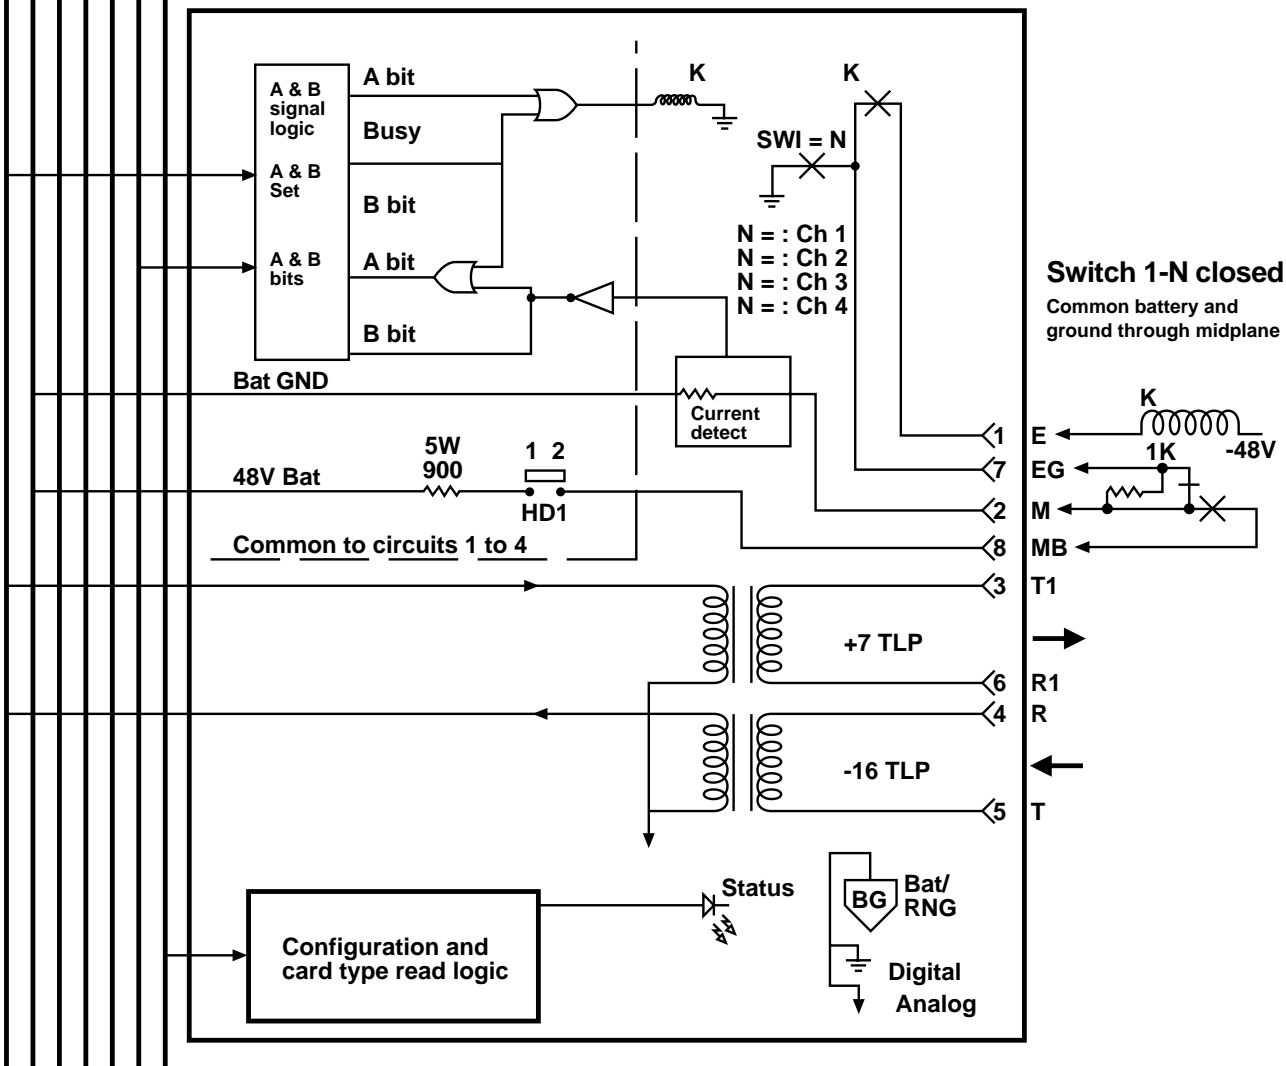 A & B
signal
logic
A bit
Busy
A & B
Set
B bit
A & B
bits
A bit
B bit
K
K
SWI = N
N = : Ch 1
N = : Ch 2
N = : Ch 3
N = : Ch 4
Switch 1-N closed
Common battery and
ground through midplane
Bat GND
Current
detect
48V Bat
5W
900
1 2
HD1
Common to circuits 1 to 4
1 E
7 EG
2 M
8 MB
K
-48V
1K
3 T1
+7 TLP
6 R1
4 R
-16 TLP
5 T
Status
Configuration and
card type read logic
BG
Bat/
RNG
Digital
Analog